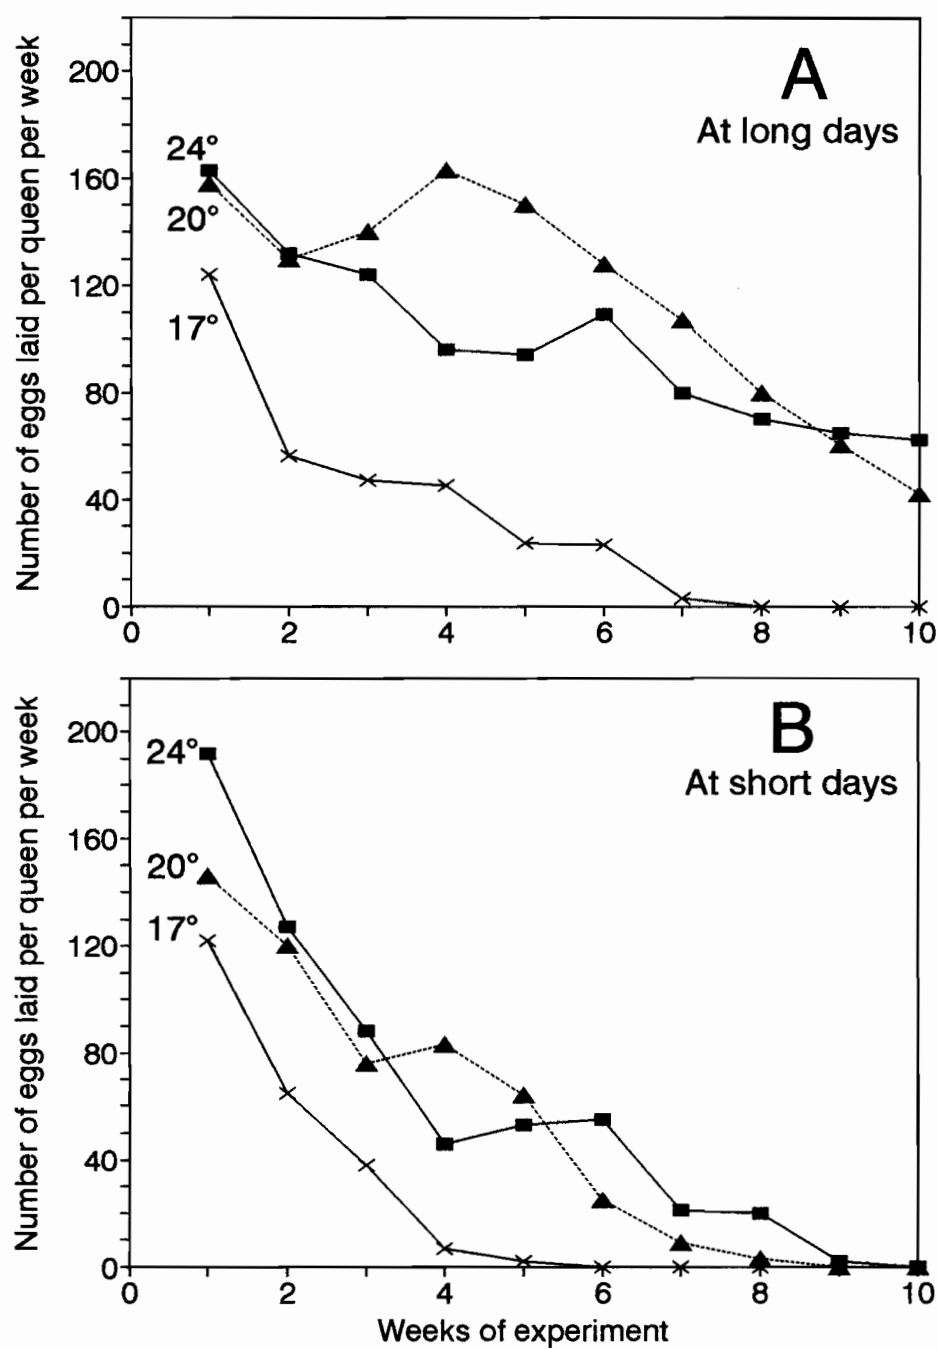 A
At long days
Number of eggs laid per queen per week
200
160
120
80
40
0
24°
20°
17°
0 2 4 6 8 10
B
At short days
Number of eggs laid per queen per week
200
160
120
80
40
0
24°
20°
17°
0 2 4 6 8 10
Weeks of experiment